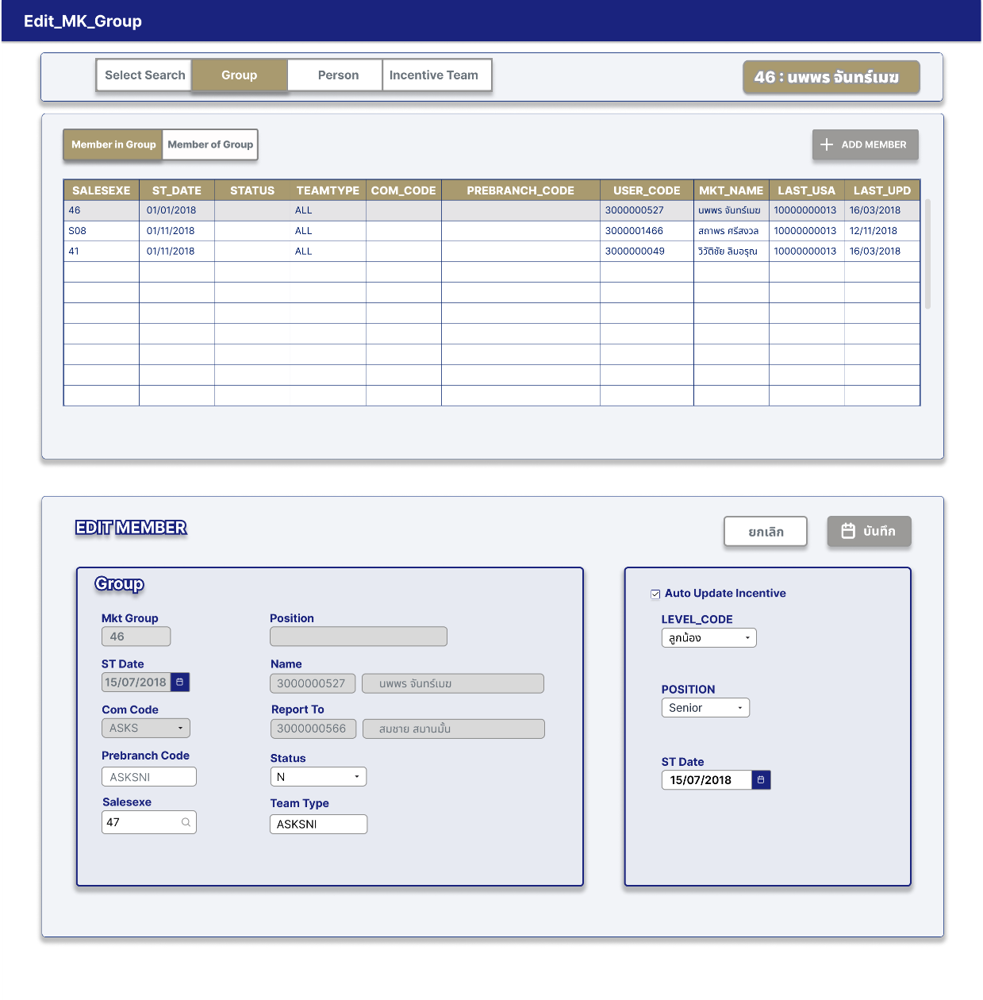 Edit_MK_Group
Select Search Group Person Incentive Team 46 : นพพร จันทร์เมฆ
Member in Group Member of Group + ADD MEMBER
SALESEXE ST_DATE STATUS TEAMTYPE COM_CODE PREBRANCH_CODE USER_CODE MKT_NAME LAST_USA LAST_UPD
46 01/01/2018 ALL 3000000527 นพพร จันทร์เมฆ 10000000013 16/03/2018
S08 01/11/2018 ALL 3000001466 สถาพร ศรีสงวล 10000000013 12/11/2018
41 01/11/2018 ALL 3000000049 วิวัติชัย ลิมอรุณ 10000000013 16/03/2018
EDIT MEMBER ยกเลิก บันทึก
Group
Mkt Group Position
46
ST Date Name
15/07/2018 3000000527 นพพร จันทร์เมฆ
Com Code Report To
ASKS 3000000566 สมชาย สมานมั้น
Prebranch Code Status
ASKSNI N
Salesexe Team Type
47 ASKSNI
Auto Update Incentive
LEVEL_CODE
ลูกน้อง
POSITION
Senior
ST Date
15/07/2018